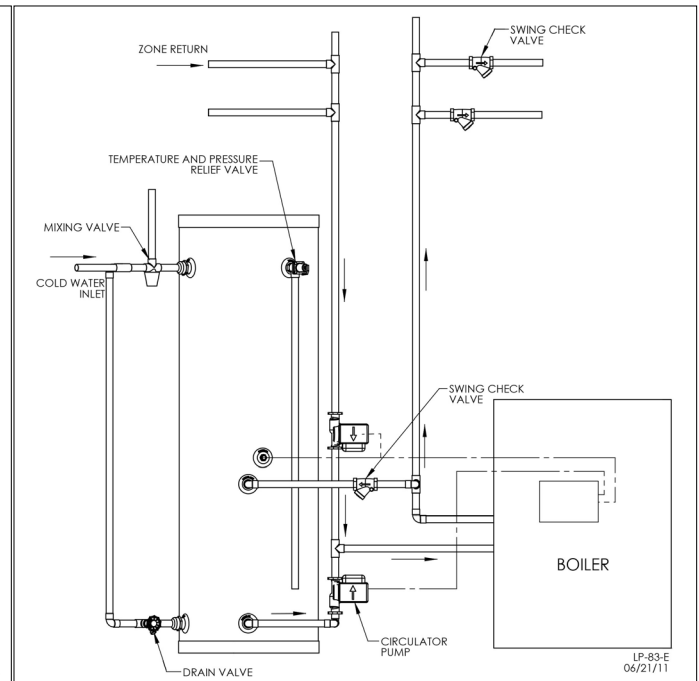 SWING CHECK
VALVE
ZONE RETURN
TEMPERATURE AND PRESSURE
RELIEF VALVE
MIXING VALVE
COLD WATER
INLET
SWING CHECK
VALVE
BOILER
CIRCULATOR
PUMP
DRAIN VALVE
LP-83-E
06/21/11